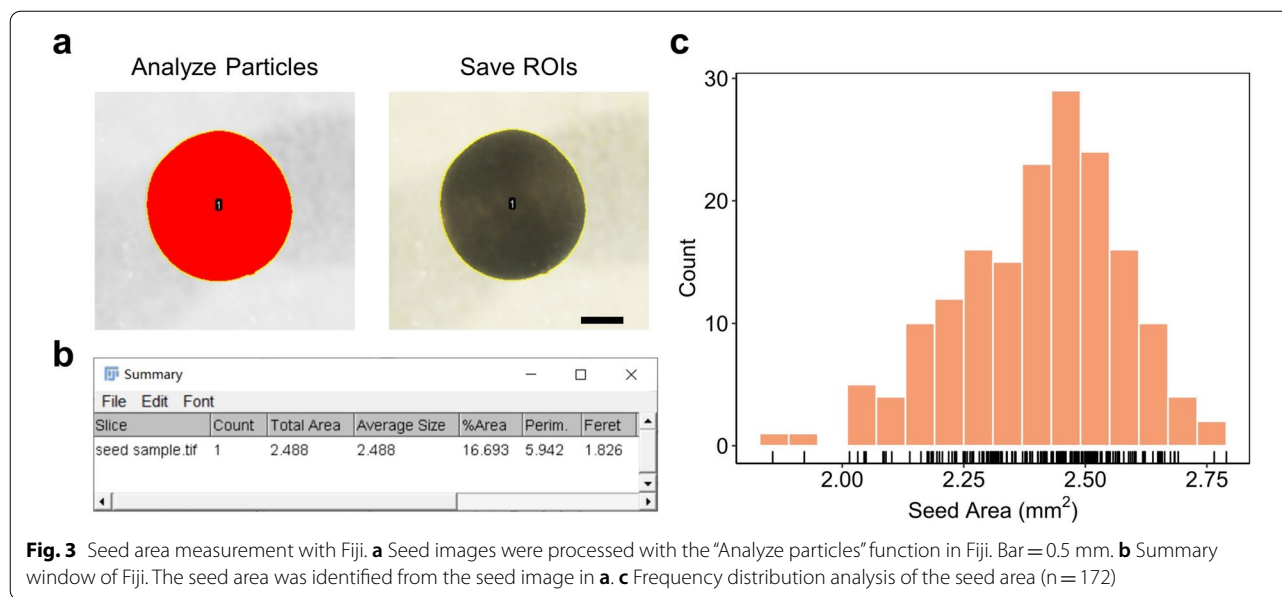 a
Analyze Particles
Save ROIs
1
1
b
Summary
File Edit Font
Slice Count Total Area Average Size %Area Perim. Feret
seed sample.tif 1 2.488 2.488 16.693 5.942 1.826
c
30
20
10
0
Count
2.00 2.25 2.50 2.75
Seed Area (mm²)
Fig. 3 Seed area measurement with Fiji. a Seed images were processed with the “Analyze particles” function in Fiji. Bar = 0.5 mm. b Summary
window of Fiji. The seed area was identified from the seed image in a. c Frequency distribution analysis of the seed area (n = 172)